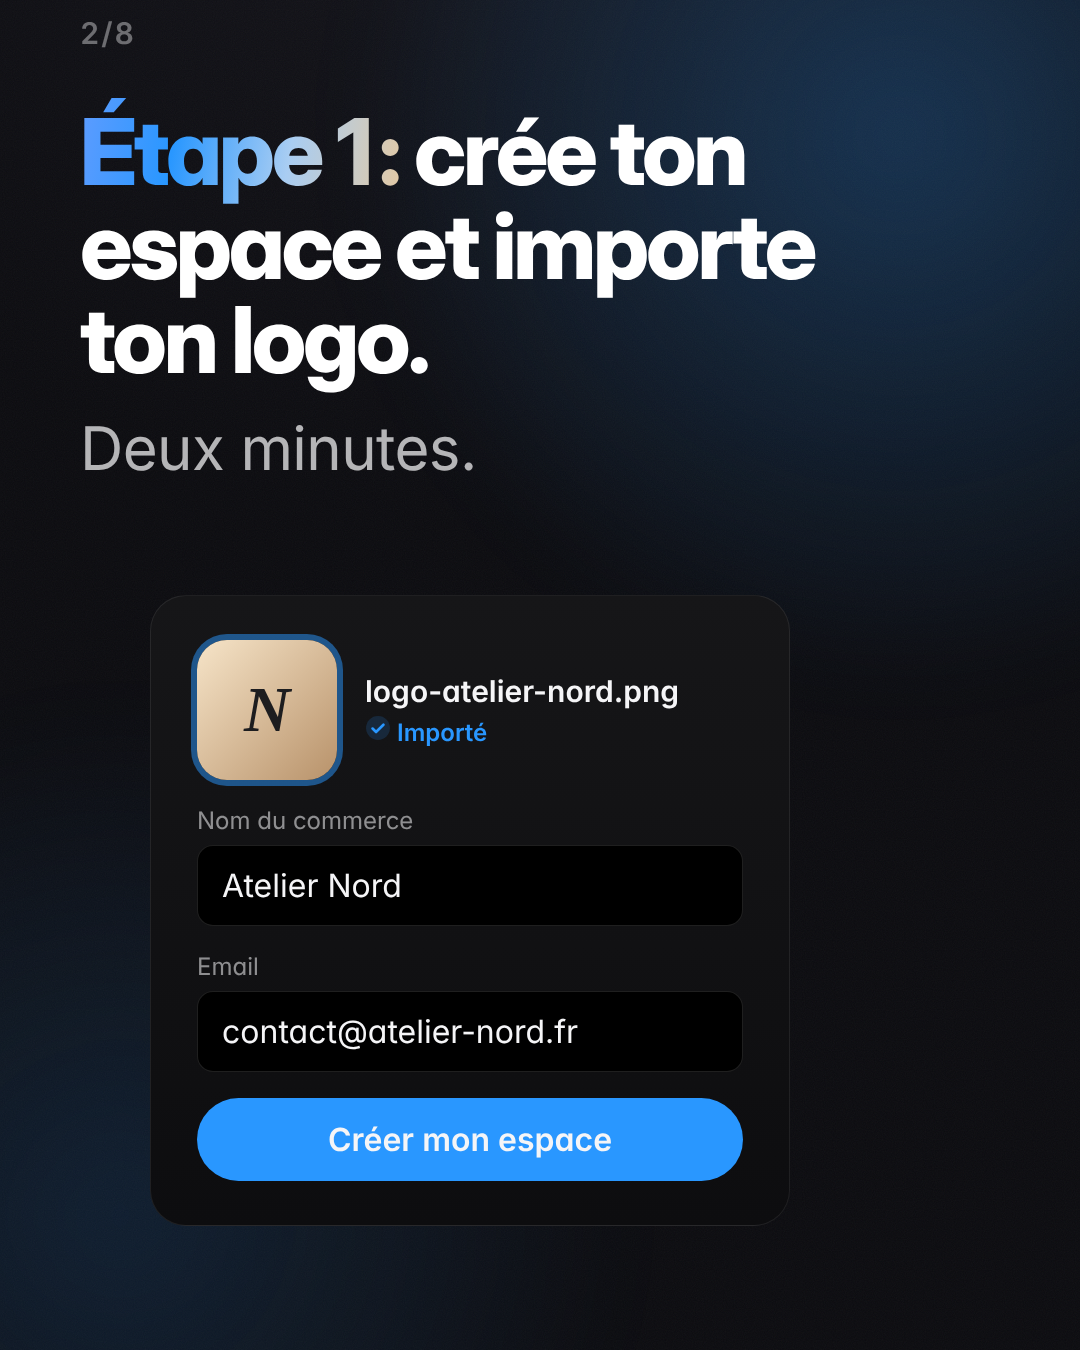 2/8
Étape 1: crée ton
espace et importe
ton logo.
Deux minutes.
N
logo-atelier-nord.png
Importé
Nom du commerce
Atelier Nord
Email
contact@atelier-nord.fr
Créer mon espace